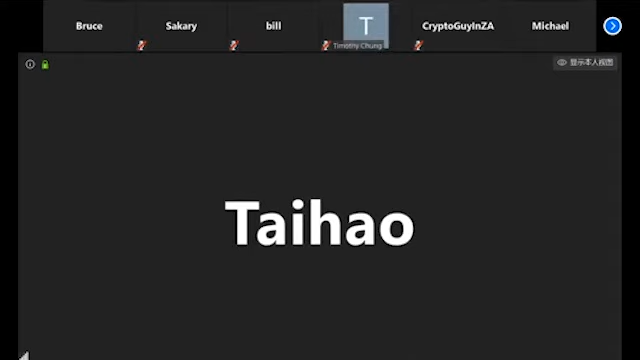 Bruce
Sakary
bill
T
Timothy Chung
CryptoGuyInZA
Michael
显示本人视图
Taihao